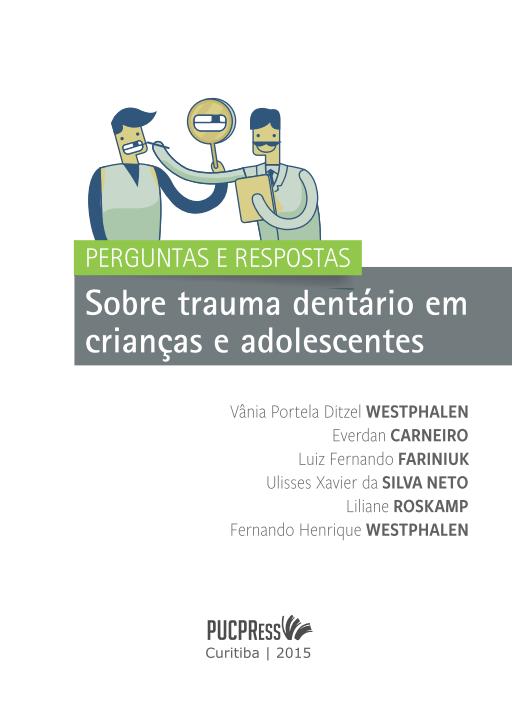 PERGUNTAS E RESPOSTAS
Sobre trauma dentário em
crianças e adolescentes
Vânia Portela Ditzel WESTPHALEN
Everdan CARNEIRO
Luiz Fernando FARINIUK
Ulisses Xavier da SILVA NETO
Liliane ROSKAMP
Fernando Henrique WESTPHALEN
PUCPRess
Curitiba | 2015